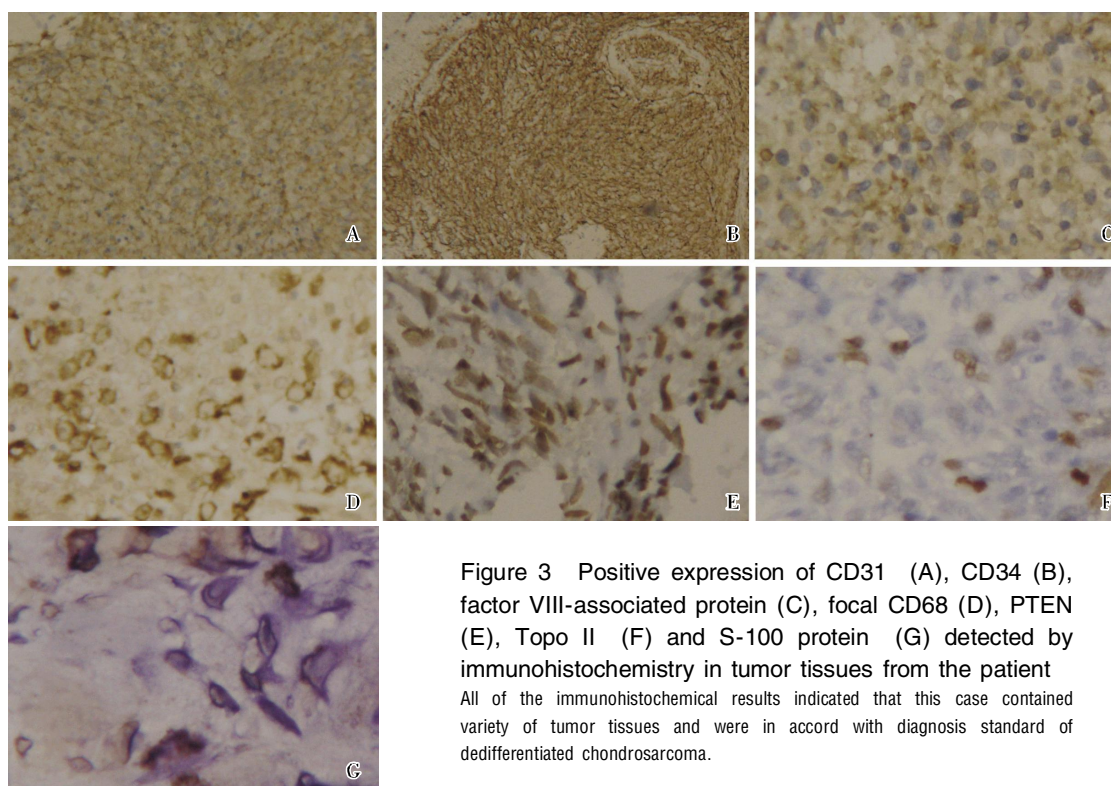 A
B
C
D
E
F
G
Figure 3 Positive expression of CD31 (A), CD34 (B),
factor VIII-associated protein (C), focal CD68 (D), PTEN
(E), Topo II (F) and S-100 protein (G) detected by
immunohistochemistry in tumor tissues from the patient
All of the immunohistochemical results indicated that this case contained
variety of tumor tissues and were in accord with diagnosis standard of
dedifferentiated chondrosarcoma.